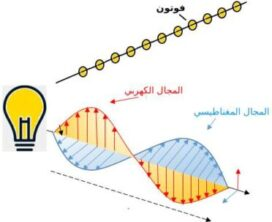 فوتون
المجال الكهربي
المجال المغناطيسي